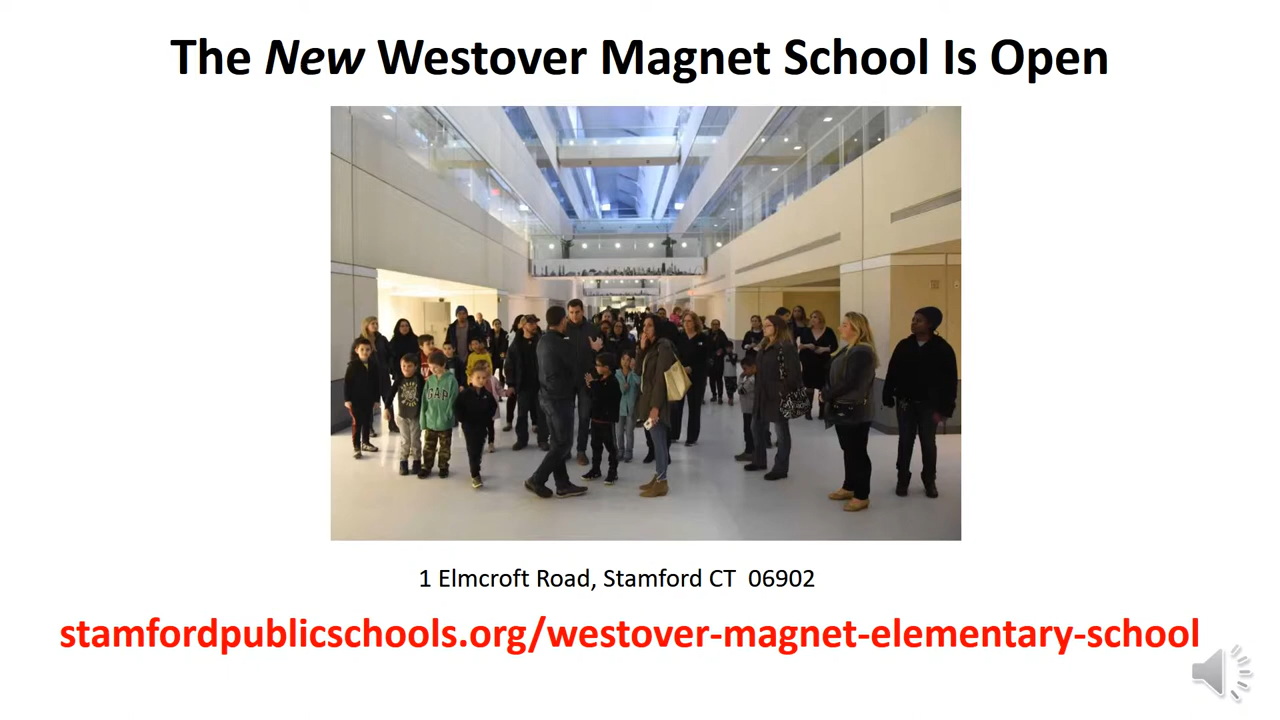 The New Westover Magnet School Is Open
GAP
1 Elmcroft Road, Stamford CT  06902
stamfordpublicschools.org/westover-magnet-elementary-school